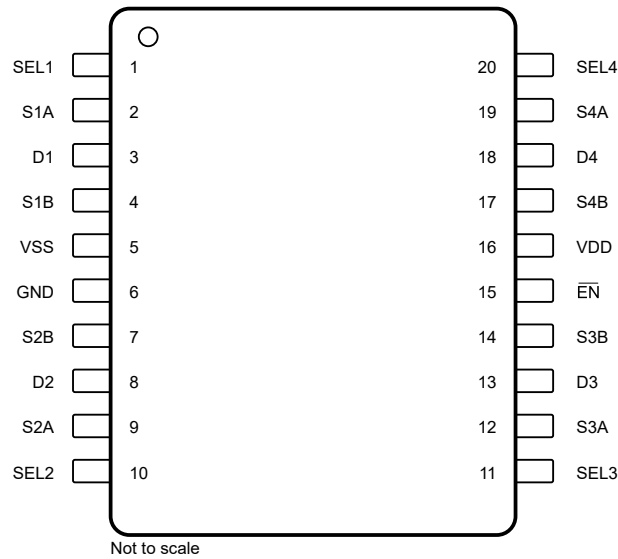 SEL1 1 20 SEL4
S1A 2 19 S4A
D1 3 18 D4
S1B 4 17 S4B
VSS 5 16 VDD
GND 6 15 E̅N̅
S2B 7 14 S3B
D2 8 13 D3
S2A 9 12 S3A
SEL2 10 11 SEL3
Not to scale